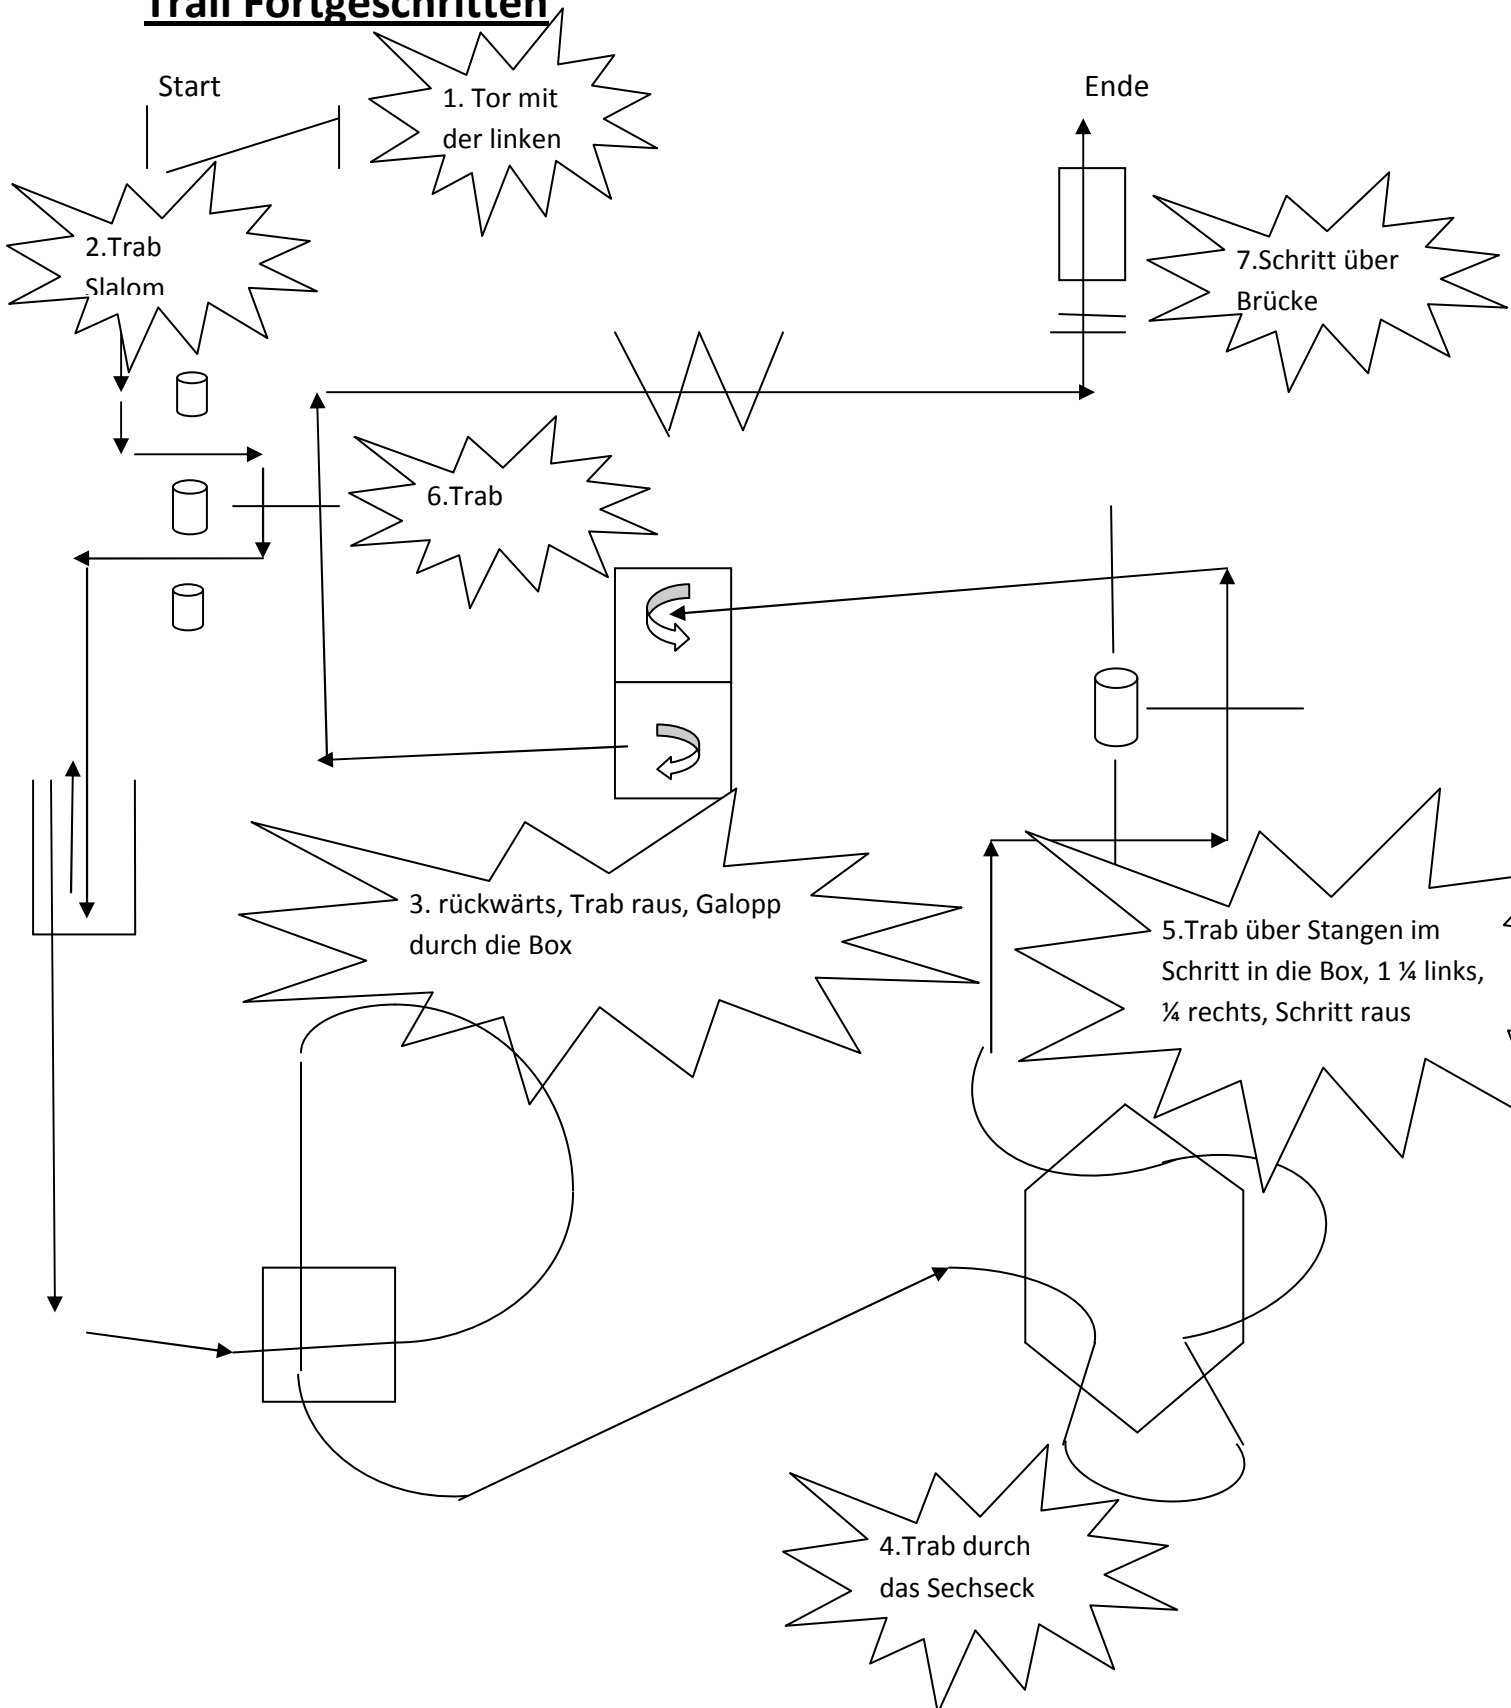 Trail Fortgeschritten
Start
1. Tor mit
der linken
Ende
2.Trab
Slalom
7.Schritt über
Brücke
6.Trab
3. rückwärts, Trab raus, Galopp
durch die Box
5.Trab über Stangen im
Schritt in die Box, 1 ¼ links,
¼ rechts, Schritt raus
4.Trab durch
das Sechseck